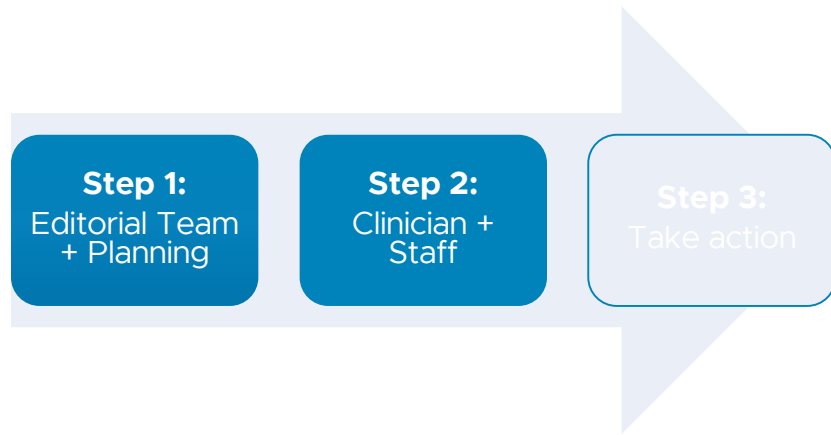 Step 1:
Editorial Team
+ Planning
Step 2:
Clinician +
Staff
Step 3:
Take action